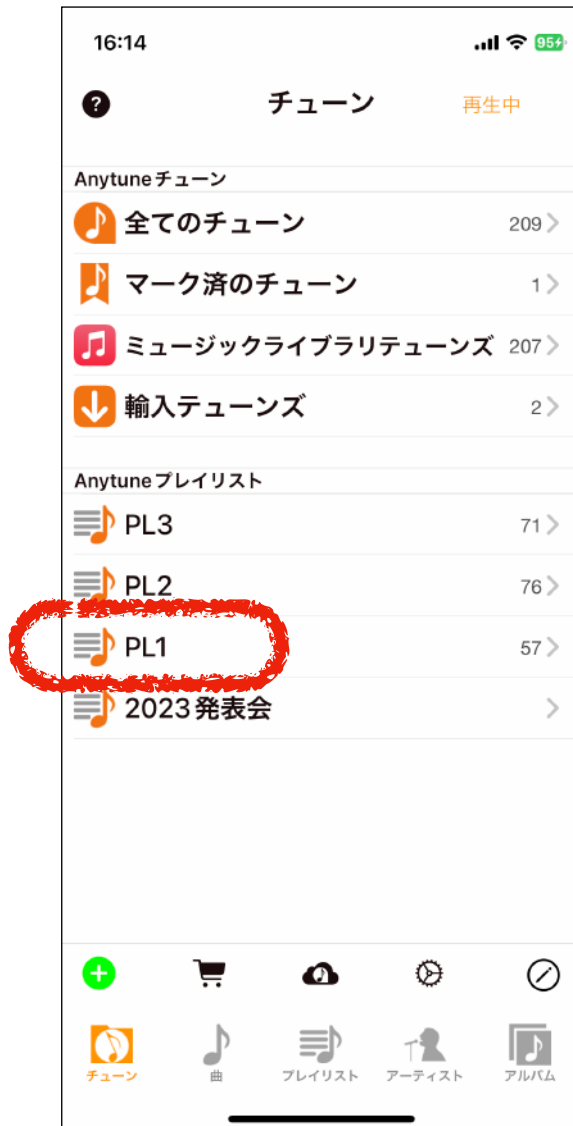 16:14 95
? チューン 再生中
Anytuneチューン
全てのチューン 209
マーク済のチューン 1
ミュージックライブラリテューンズ 207
輸入テューンズ 2
Anytuneプレイリスト
PL3 71
PL2 76
PL1 57
2023発表会
チューン 曲 プレイリスト アーティスト アルバム